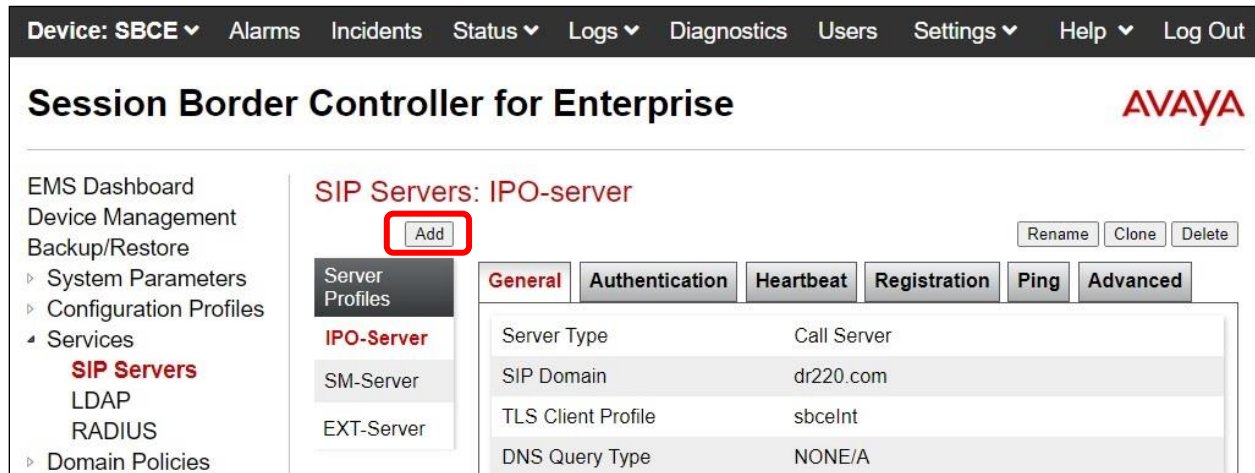 Device: SBCE Alarms Incidents Status Logs Diagnostics Users Settings Help Log Out
Session Border Controller for Enterprise
AVAYA
EMS Dashboard
Device Management
Backup/Restore
System Parameters
Configuration Profiles
Services
SIP Servers
LDAP
RADIUS
Domain Policies
SIP Servers: IPO-server
Add
Rename Clone Delete
Server
Profiles
IPO-Server
SM-Server
EXT-Server
General Authentication Heartbeat Registration Ping Advanced
Server Type Call Server
SIP Domain dr220.com
TLS Client Profile sbceInt
DNS Query Type NONE/A